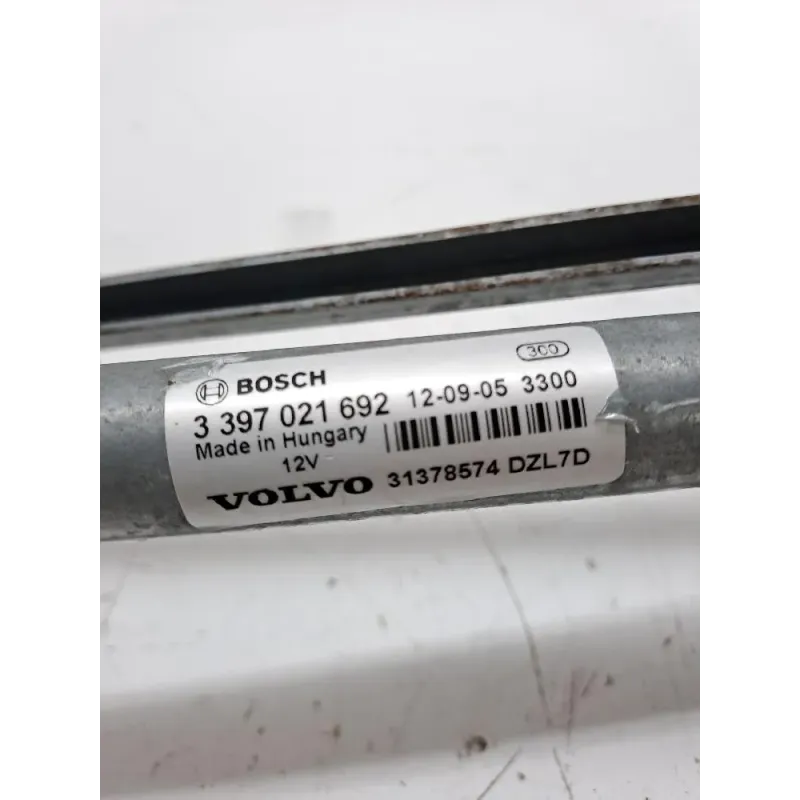 300
BOSCH
3 397 021 692 12-09-05 3300
Made in Hungary
12V
VOLVO 31378574 DZL7D